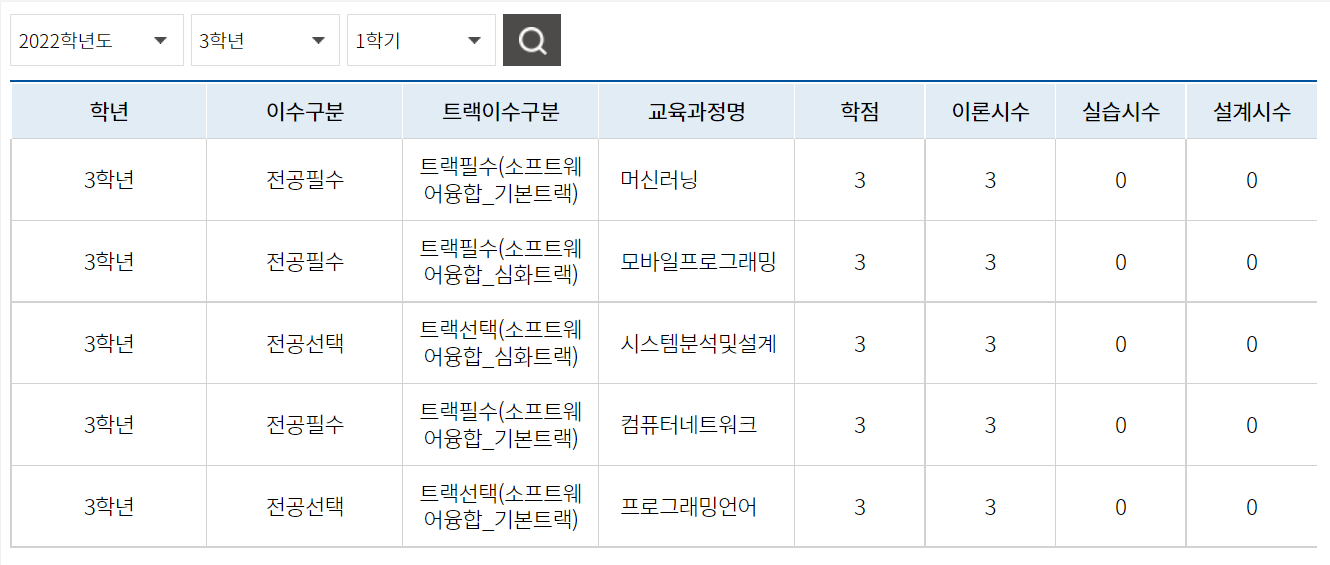 2022학년도 3학년 1학기
학년 이수구분 트랙이수구분 교육과정명 학점 이론시수 실습시수 설계시수
3학년 전공필수 트랙필수(소프트웨
어융합_기본트랙) 머신러닝 3 3 0 0
3학년 전공필수 트랙필수(소프트웨
어융합_심화트랙) 모바일프로그래밍 3 3 0 0
3학년 전공선택 트랙선택(소프트웨
어융합_심화트랙) 시스템분석및설계 3 3 0 0
3학년 전공필수 트랙필수(소프트웨
어융합_기본트랙) 컴퓨터네트워크 3 3 0 0
3학년 전공선택 트랙선택(소프트웨
어융합_기본트랙) 프로그래밍언어 3 3 0 0